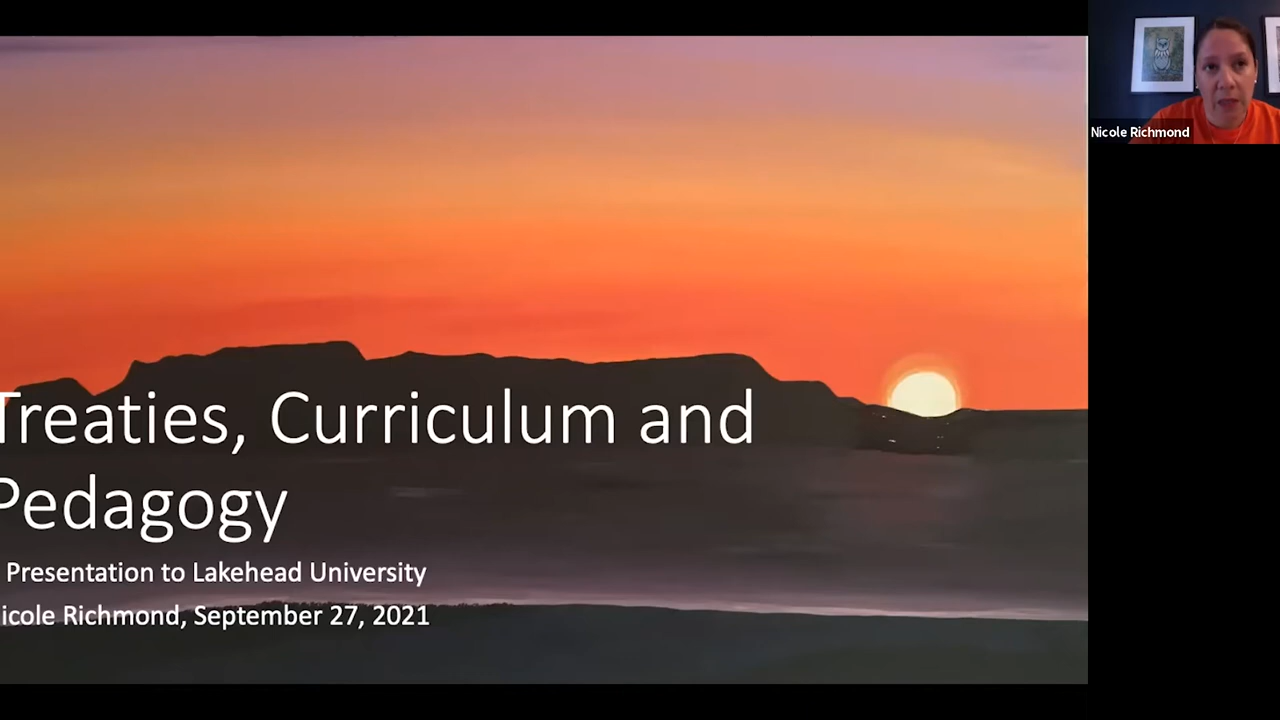 Treaties, Curriculum and
Pedagogy
Presentation to Lakehead University
icole Richmond, September 27, 2021
Nicole Richmond